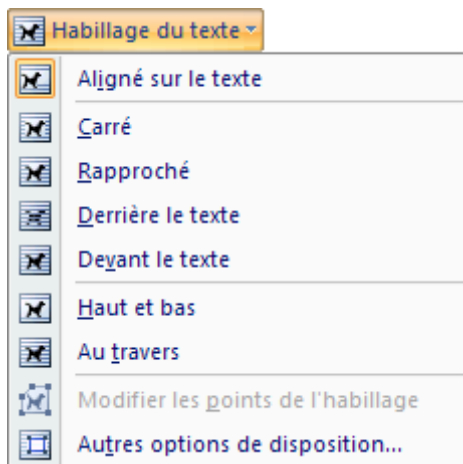 Habillage du texte
Aligné sur le texte
Carré
Rapproché
Derrière le texte
Devant le texte
Haut et bas
Au travers
Modifier les points de l'habillage
Autres options de disposition...